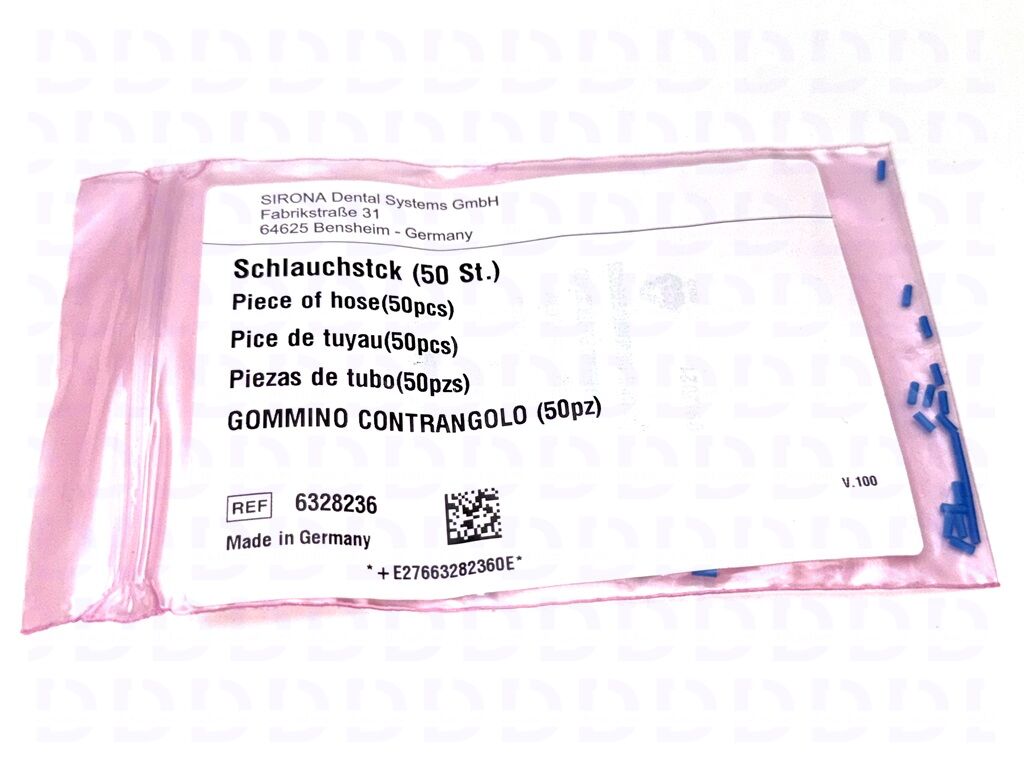 SIRONA Dental Systems GmbH
Fabrikstraße 31
64625 Bensheim - Germany
Schlauchstck (50 St.)
Piece of hose(50pcs)
Pice de tuyau(50pcs)
Piezas de tubo(50pzs)
GOMMINO CONTRANGOLO (50pz)
V.100
REF 6328236
Made in Germany
*+E27663282360E*